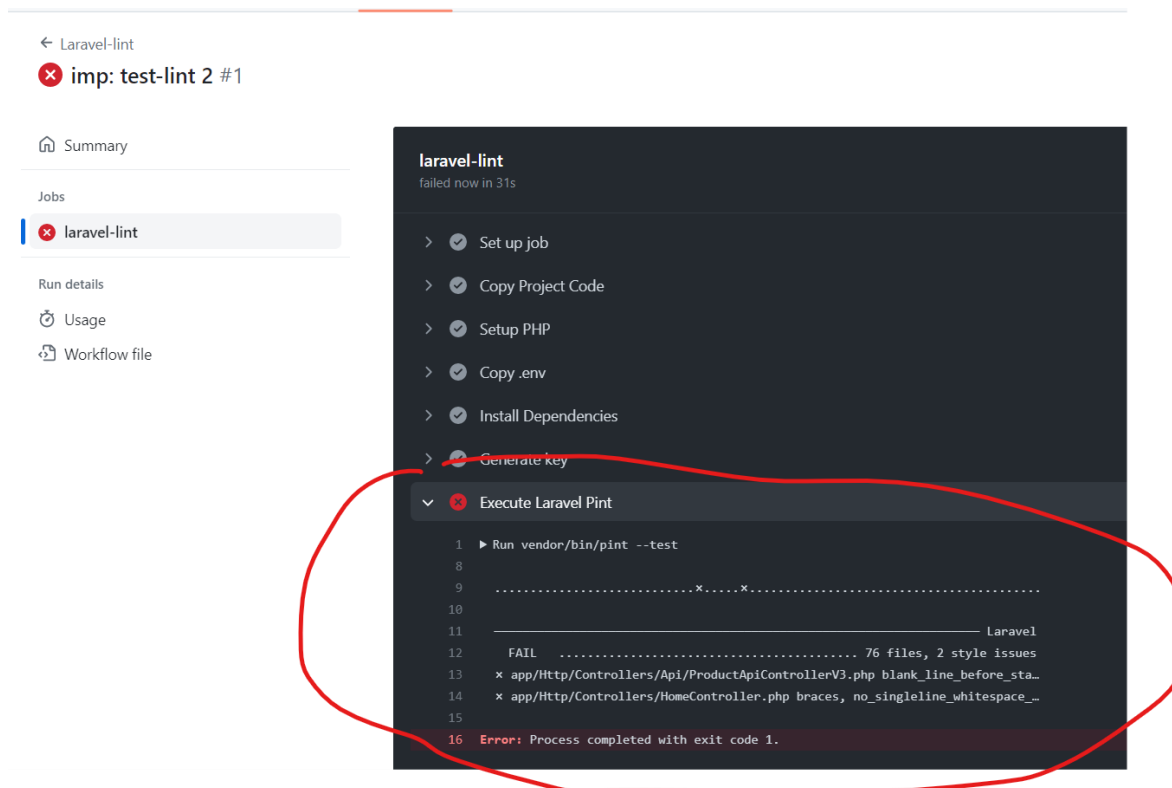 ← Laravel-lint
imp: test-lint 2 #1
Summary
Jobs
laravel-lint
Run details
Usage
Workflow file
laravel-lint
failed now in 31s
Set up job
Copy Project Code
Setup PHP
Copy .env
Install Dependencies
Generate key
Execute Laravel Pint
1 ▶ Run vendor/bin/pint --test
8
9 ............................⨯.....⨯.........................................
10
11 Laravel
12 FAIL .......................................... 76 files, 2 style issues
13 ⨯ app/Http/Controllers/Api/ProductApiControllerV3.php blank_line_before_sta…
14 ⨯ app/Http/Controllers/HomeController.php braces, no_singleline_whitespace_…
15
16 Error: Process completed with exit code 1.